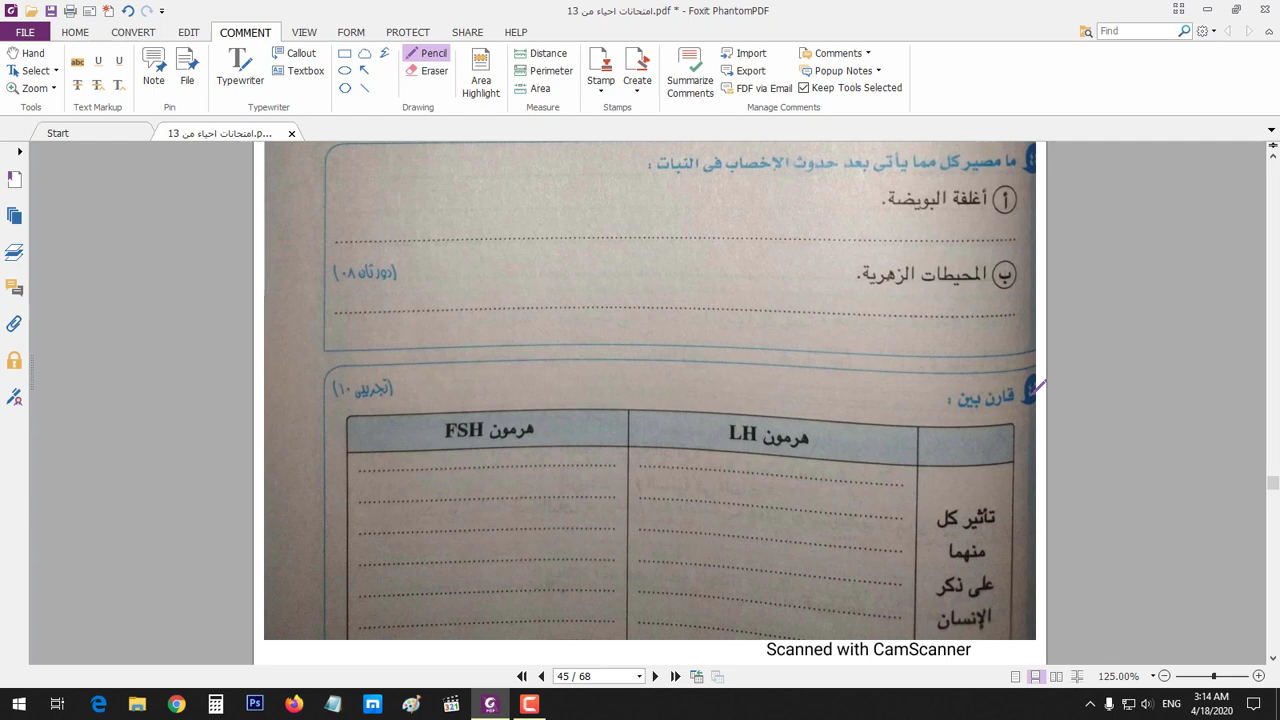 امتحانات احياء من 13.pdf * - Foxit PhantomPDF
FILE HOME CONVERT EDIT COMMENT VIEW FORM PROTECT SHARE HELP
Find
Hand
Select
Zoom
Tools
Text Markup
Note
File
Pin
Typewriter
Callout
Textbox
Typewriter
Pencil
Eraser
Drawing
Area Highlight
Distance
Perimeter
Area
Measure
Stamp
Create
Stamps
Summarize Comments
Import
Export
FDF via Email
Comments
Popup Notes
Keep Tools Selected
Manage Comments
Start
امتحانات احياء من 13.p...
ما مصير كل مما يأتى بعد حدوث الإخصاب فى النبات :
أ أغلفة البويضة.
ب المحيطات الزهرية.
(دور ثان ٠٨)
قارن بين :
(تجريبى ١٠)
هرمون LH
هرمون FSH
تأثير كل
منهما
على ذكر
الإنسان
Scanned with CamScanner
45 / 68
125.00%
ENG
3:14 AM
4/18/2020